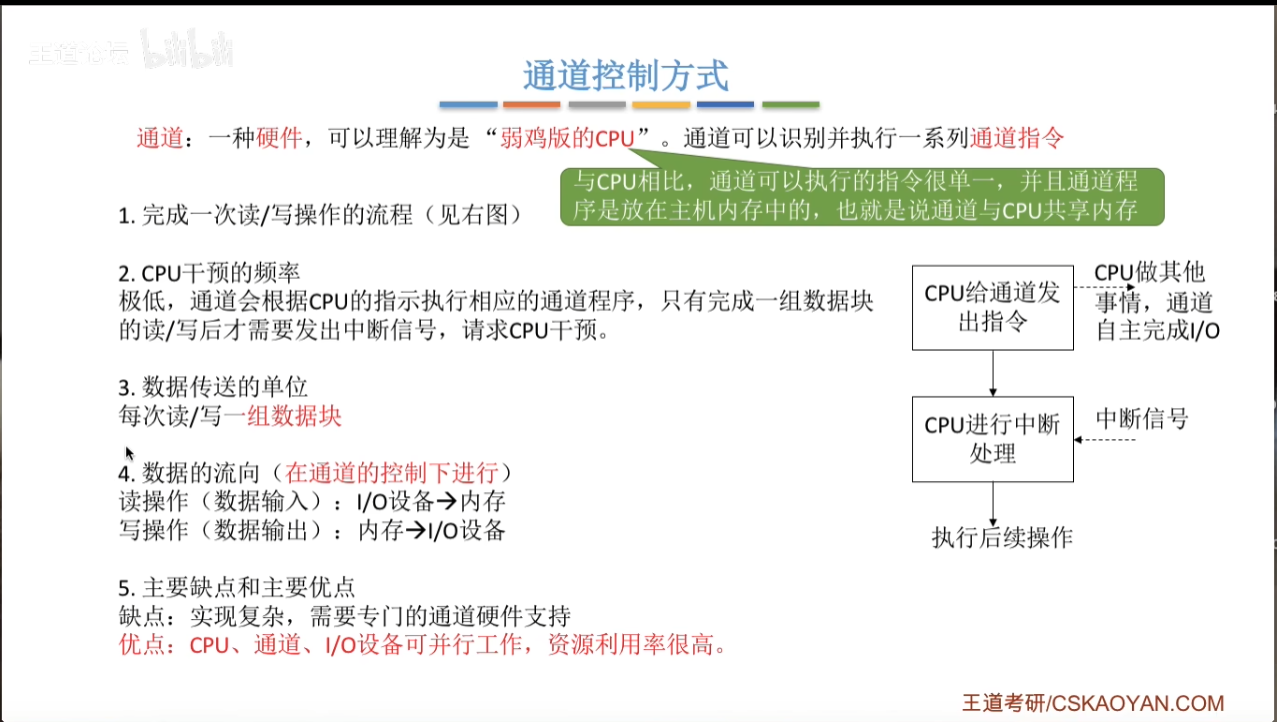 王道论坛 bilibili
通道控制方式
通道：一种硬件，可以理解为是“弱鸡版的CPU”。通道可以识别并执行一系列通道指令
与CPU相比，通道可以执行的指令很单一，并且通道程
序是放在主机内存中的，也就是说通道与CPU共享内存
1. 完成一次读/写操作的流程（见右图）
2. CPU干预的频率
极低，通道会根据CPU的指示执行相应的通道程序，只有完成一组数据块
的读/写后才需要发出中断信号，请求CPU干预。
3. 数据传送的单位
每次读/写一组数据块
4. 数据的流向（在通道的控制下进行）
读操作（数据输入）：I/O设备→内存
写操作（数据输出）：内存→I/O设备
5. 主要缺点和主要优点
缺点：实现复杂，需要专门的通道硬件支持
优点：CPU、通道、I/O设备可并行工作，资源利用率很高。
CPU给通道发
出指令
CPU做其他
事情，通道
自主完成I/O
CPU进行中断
处理
中断信号
执行后续操作
王道考研/CSKAOYAN.COM